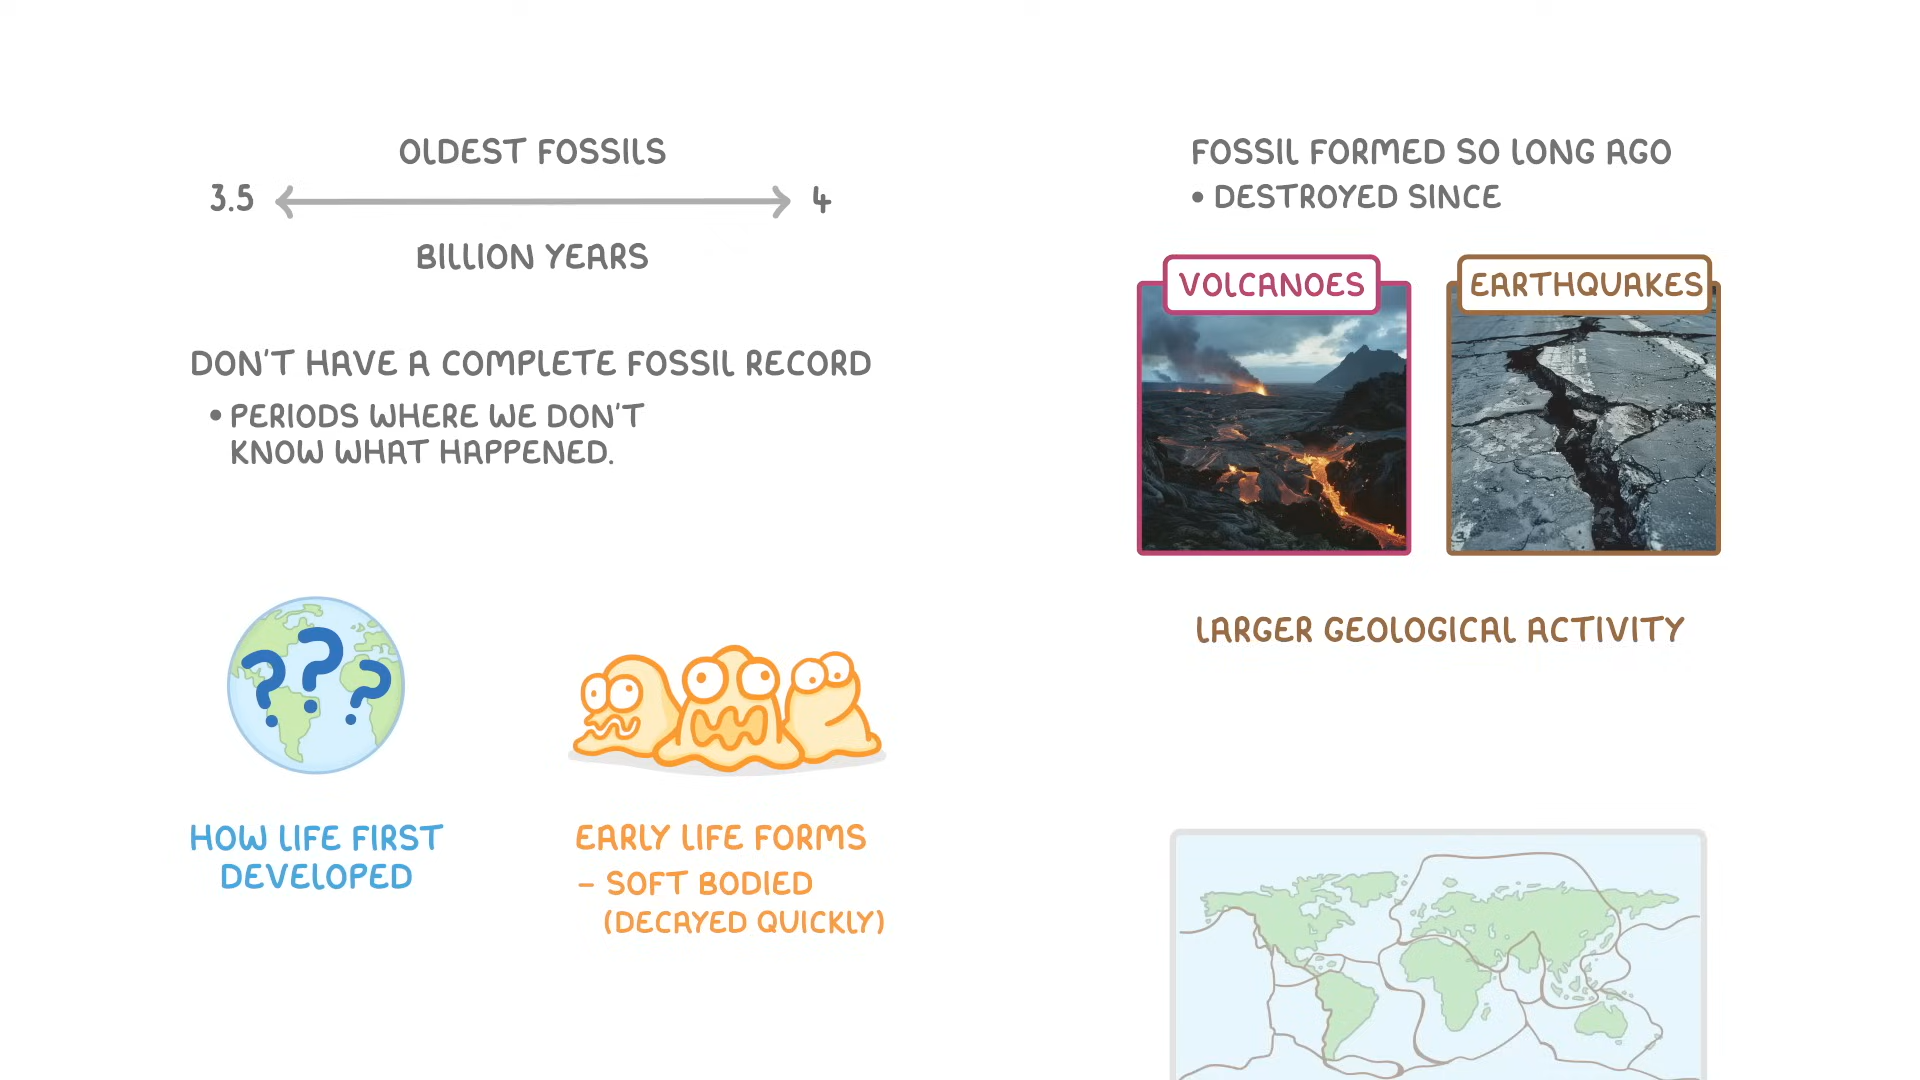 OLDEST FOSSILS
3.5
4
BILLION YEARS
DON'T HAVE A COMPLETE FOSSIL RECORD
• PERIODS WHERE WE DON'T
KNOW WHAT HAPPENED.
? ? ?
HOW LIFE FIRST
DEVELOPED
EARLY LIFE FORMS
– SOFT BODIED
(DECAYED QUICKLY)
FOSSIL FORMED SO LONG AGO
• DESTROYED SINCE
VOLCANOES
EARTHQUAKES
LARGER GEOLOGICAL ACTIVITY